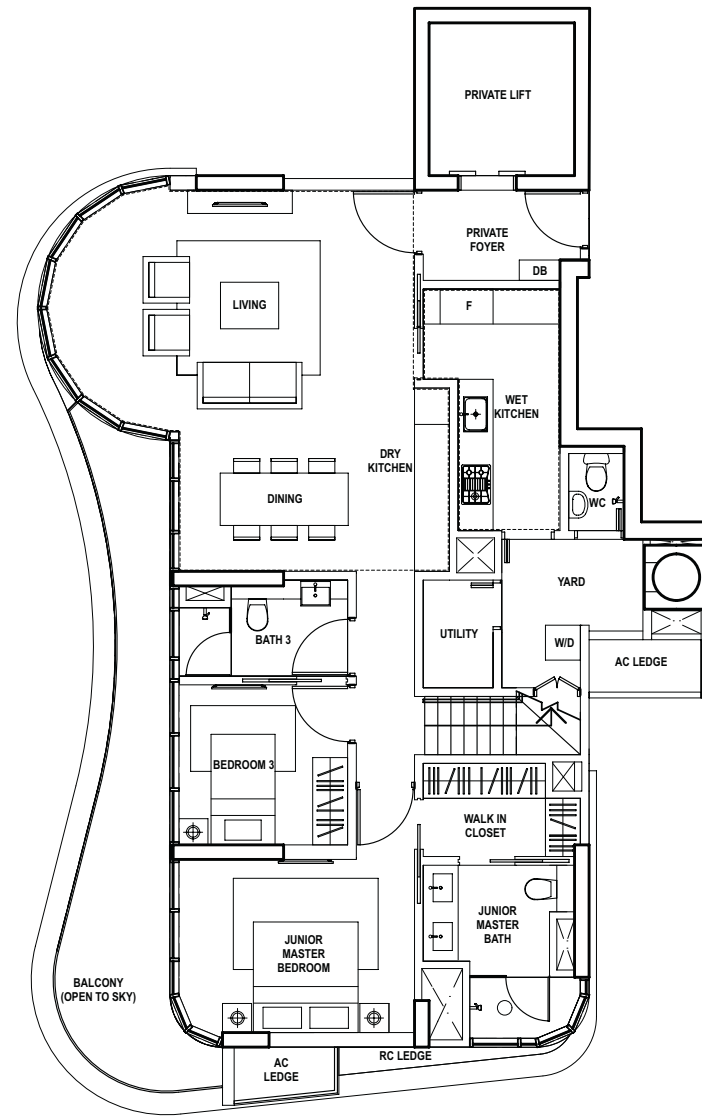 PRIVATE LIFT
PRIVATE
FOYER
DB
LIVING
F
WET
KITCHEN
DRY
KITCHEN
DINING
WC
YARD
BATH 3
UTILITY
W/D
AC LEDGE
BEDROOM 3
WALK IN
CLOSET
JUNIOR
MASTER
BATH
JUNIOR
MASTER
BEDROOM
BALCONY
(OPEN TO SKY)
RC LEDGE
AC
LEDGE